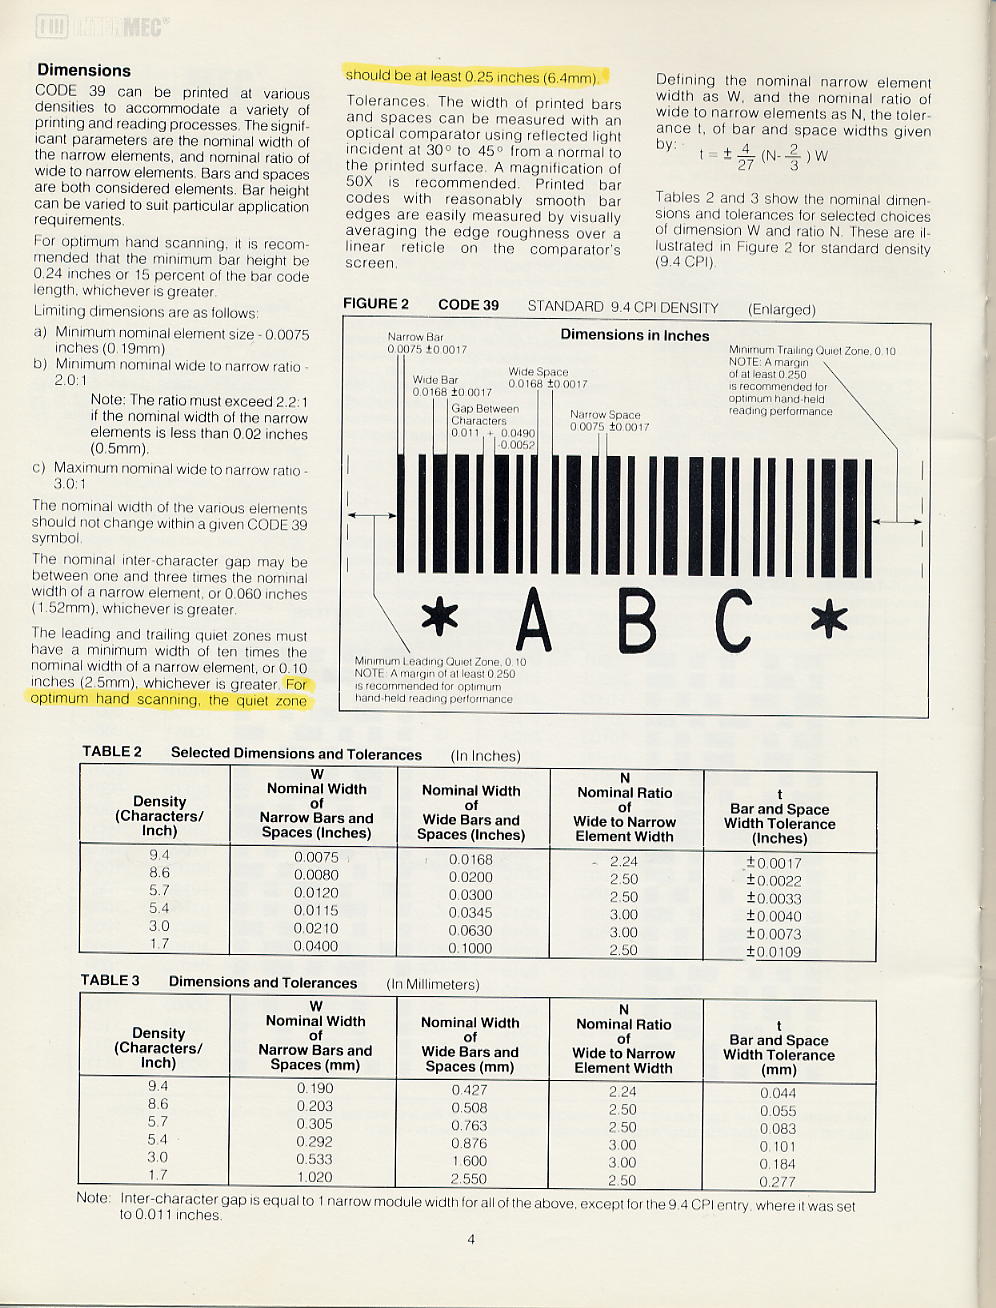 INTERMEC®
Dimensions
CODE 39 can be printed at various
densities to accommodate a variety of
printing and reading processes. The signif-
icant parameters are the nominal width of
the narrow elements, and nominal ratio of
wide to narrow elements. Bars and spaces
are both considered elements. Bar height
can be varied to suit particular application
requirements.
For optimum hand scanning, it is recom-
mended that the minimum bar height be
0.24 inches or 15 percent of the bar code
length, whichever is greater.
Limiting dimensions are as follows:
a) Minimum nominal element size - 0.0075
inches (0.19mm)
b) Minimum nominal wide to narrow ratio -
2.0:1
Note: The ratio must exceed 2.2:1
if the nominal width of the narrow
elements is less than 0.02 inches
(0.5mm).
c) Maximum nominal wide to narrow ratio -
3.0:1
The nominal width of the various elements
should not change within a given CODE 39
symbol.
The nominal inter-character gap may be
between one and three times the nominal
width of a narrow element, or 0.060 inches
(1.52mm), whichever is greater.
The leading and trailing quiet zones must
have a minimum width of ten times the
nominal width of a narrow element, or 0.10
inches (2.5mm), whichever is greater. For
optimum hand scanning, the quiet zone
should be at least 0.25 inches (6.4mm).
Tolerances. The width of printed bars
and spaces can be measured with an
optical comparator using reflected light
incident at 30° to 45° from a normal to
the printed surface. A magnification of
50X is recommended. Printed bar
codes with reasonably smooth bar
edges are easily measured by visually
averaging the edge roughness over a
linear reticle on the comparator's
screen.
Defining the nominal narrow element
width as W, and the nominal ratio of
wide to narrow elements as N, the toler-
ance t, of bar and space widths given
by:
t = ± 4/27 (N- 2/3 ) W
Tables 2 and 3 show the nominal dimen-
sions and tolerances for selected choices
of dimension W and ratio N. These are il-
lustrated in Figure 2 for standard density
(9.4 CPI).
FIGURE 2 CODE 39 STANDARD 9.4 CPI DENSITY (Enlarged)
Dimensions in Inches
Narrow Bar
0.0075 ±0.0017
Wide Bar
0.0168 ±0.0017
Gap Between
Characters
0.011 + 0.0490
-0.0052
Wide Space
0.0168 ±0.0017
Narrow Space
0.0075 ±0.0017
Minimum Trailing Quiet Zone, 0.10
NOTE: A margin
of at least 0.250
is recommended for
optimum hand-held
reading performance
* A B C *
Minimum Leading Quiet Zone, 0.10
NOTE: A margin of at least 0.250
is recommended for optimum
hand-held reading performance
TABLE 2 Selected Dimensions and Tolerances (In Inches)
Density
(Characters/
Inch)
W
Nominal Width
of
Narrow Bars and
Spaces (Inches)
Nominal Width
of
Wide Bars and
Spaces (Inches)
N
Nominal Ratio
of
Wide to Narrow
Element Width
t
Bar and Space
Width Tolerance
(Inches)
9.4 0.0075 0.0168 2.24 ±0.0017
8.6 0.0080 0.0200 2.50 ±0.0022
5.7 0.0120 0.0300 2.50 ±0.0033
5.4 0.0115 0.0345 3.00 ±0.0040
3.0 0.0210 0.0630 3.00 ±0.0073
1.7 0.0400 0.1000 2.50 ±0.0109
TABLE 3 Dimensions and Tolerances (In Millimeters)
Density
(Characters/
Inch)
W
Nominal Width
of
Narrow Bars and
Spaces (mm)
Nominal Width
of
Wide Bars and
Spaces (mm)
N
Nominal Ratio
of
Wide to Narrow
Element Width
t
Bar and Space
Width Tolerance
(mm)
9.4 0.190 0.427 2.24 0.044
8.6 0.203 0.508 2.50 0.055
5.7 0.305 0.763 2.50 0.083
5.4 0.292 0.876 3.00 0.101
3.0 0.533 1.600 3.00 0.184
1.7 1.020 2.550 2.50 0.277
Note: Inter-character gap is equal to 1 narrow module width for all of the above, except for the 9.4 CPI entry, where it was set
to 0.011 inches.
4